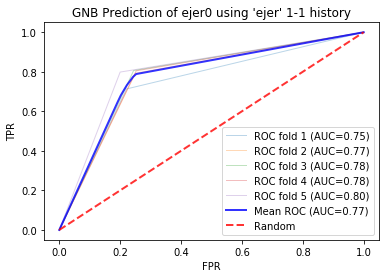 GNB Prediction of ejer0 using 'ejer' 1-1 history
TPR
1.0
0.8
0.6
0.4
0.2
0.0
ROC fold 1 (AUC=0.75)
ROC fold 2 (AUC=0.77)
ROC fold 3 (AUC=0.78)
ROC fold 4 (AUC=0.78)
ROC fold 5 (AUC=0.80)
Mean ROC (AUC=0.77)
Random
0.0 0.2 0.4 0.6 0.8 1.0
FPR